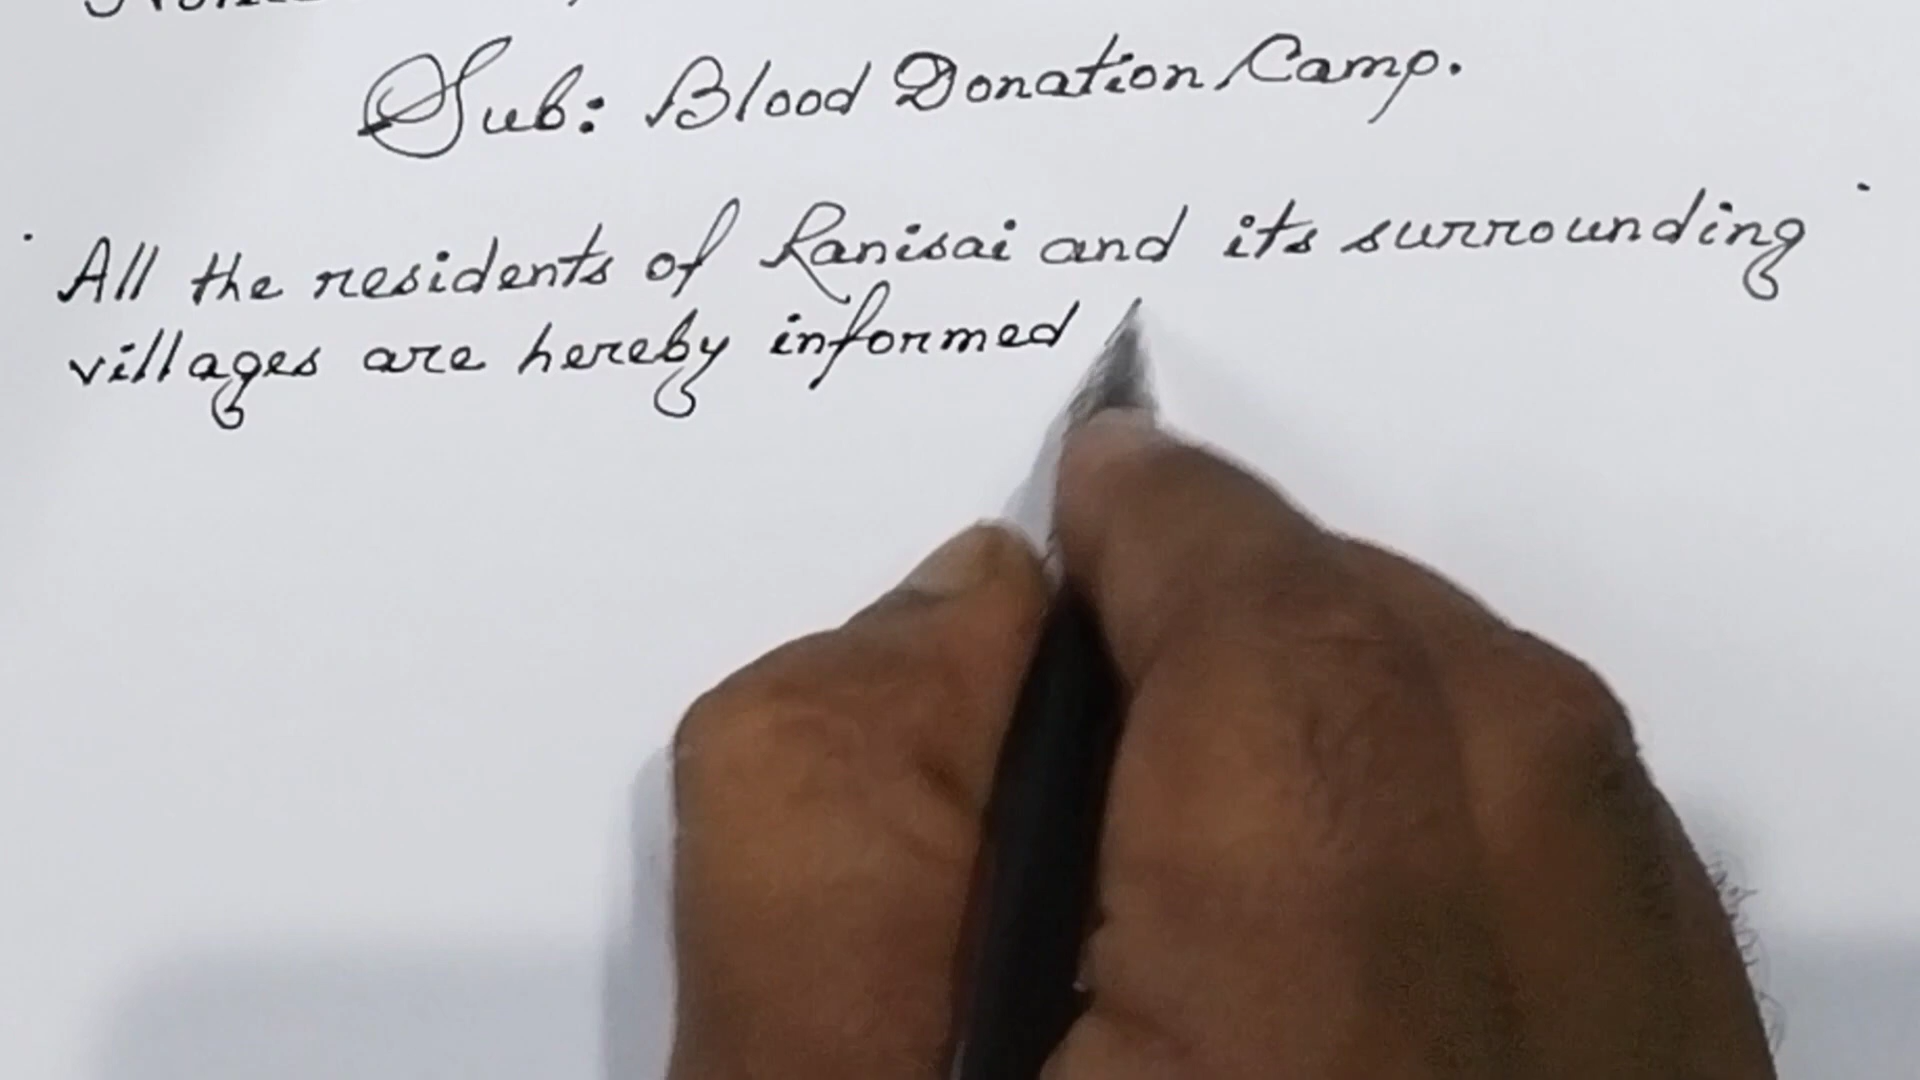 Sub: Blood Donation Camp.
All the residents of Ranisai and its surrounding
villages are hereby informed